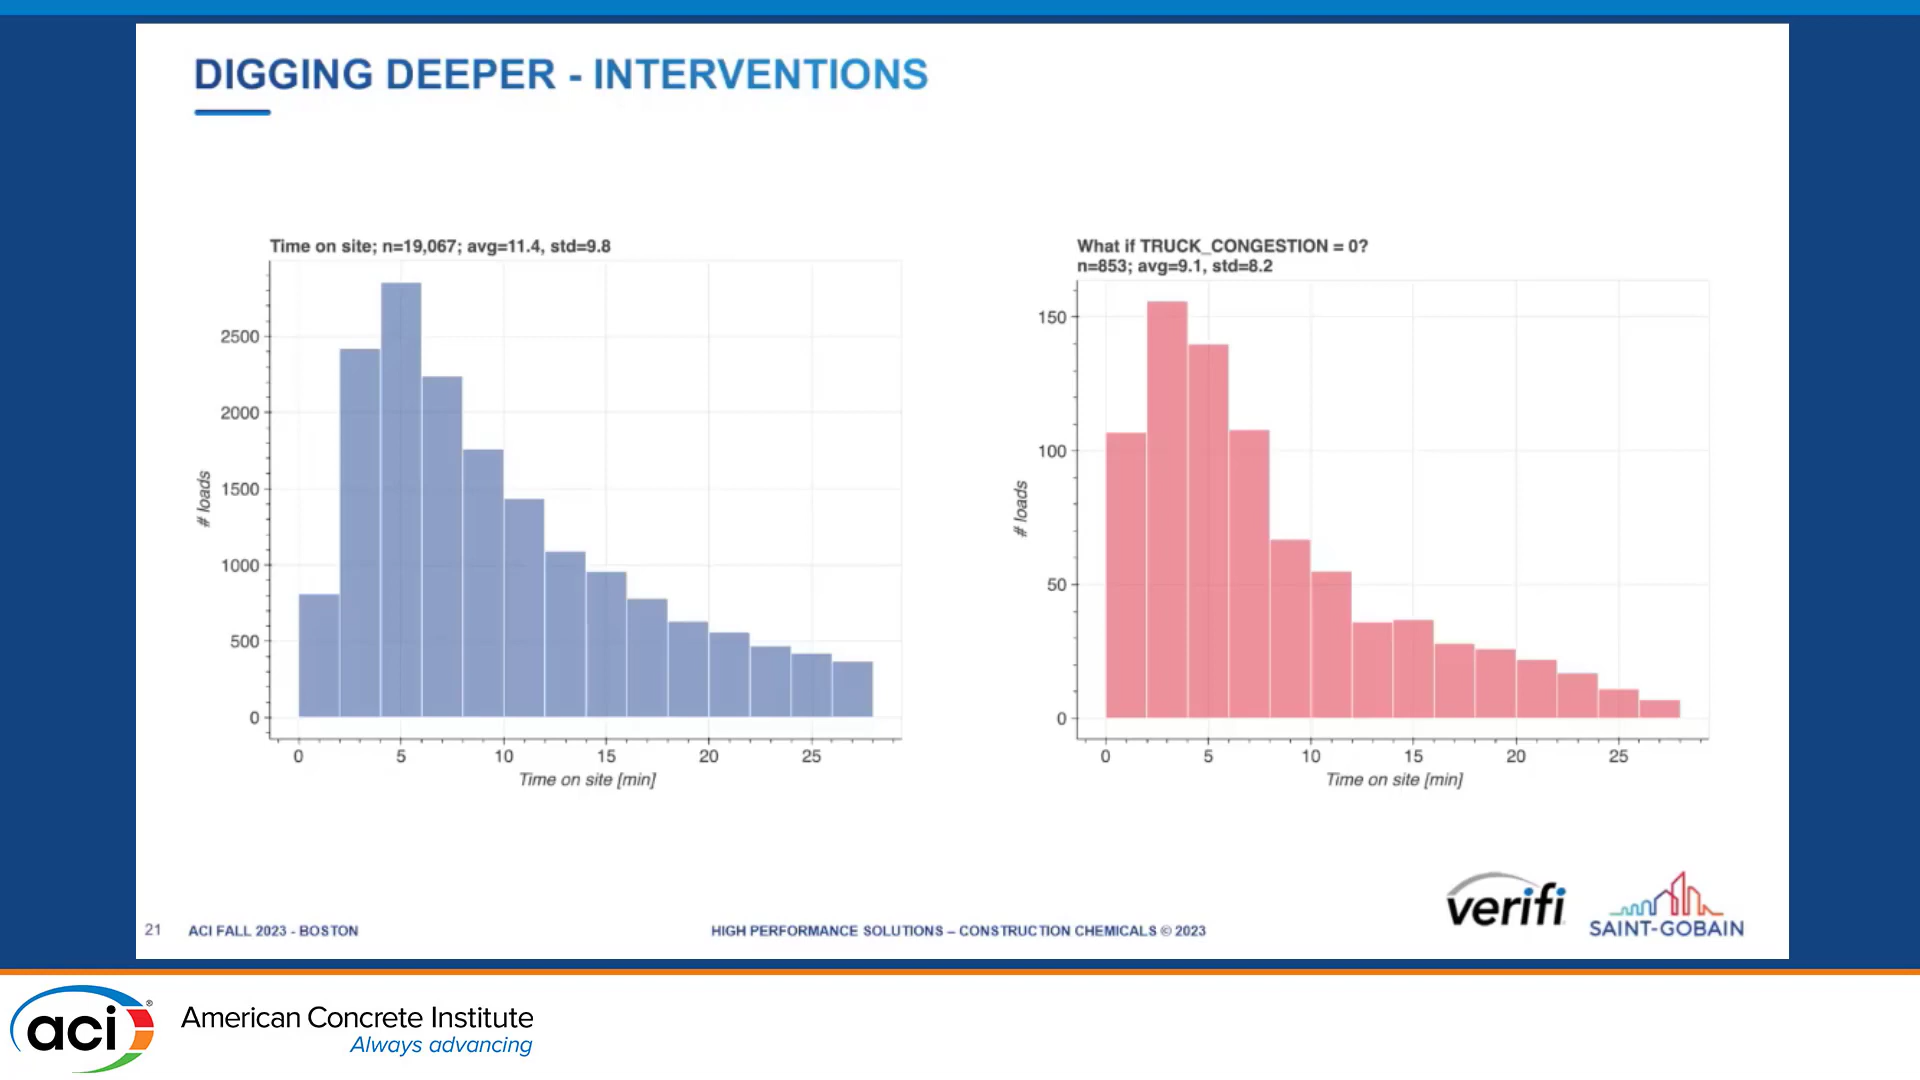 DIGGING DEEPER - INTERVENTIONS
Time on site; n=19,067; avg=11.4, std=9.8
2500
2000
1500
1000
500
0
# loads
0 5 10 15 20 25
Time on site [min]
What if TRUCK_CONGESTION = 0?
n=853; avg=9.1, std=8.2
150
100
50
0
# loads
0 5 10 15 20 25
Time on site [min]
verifi
SAINT-GOBAIN
21 ACI FALL 2023 - BOSTON
HIGH PERFORMANCE SOLUTIONS – CONSTRUCTION CHEMICALS © 2023
aci®
American Concrete Institute
Always advancing